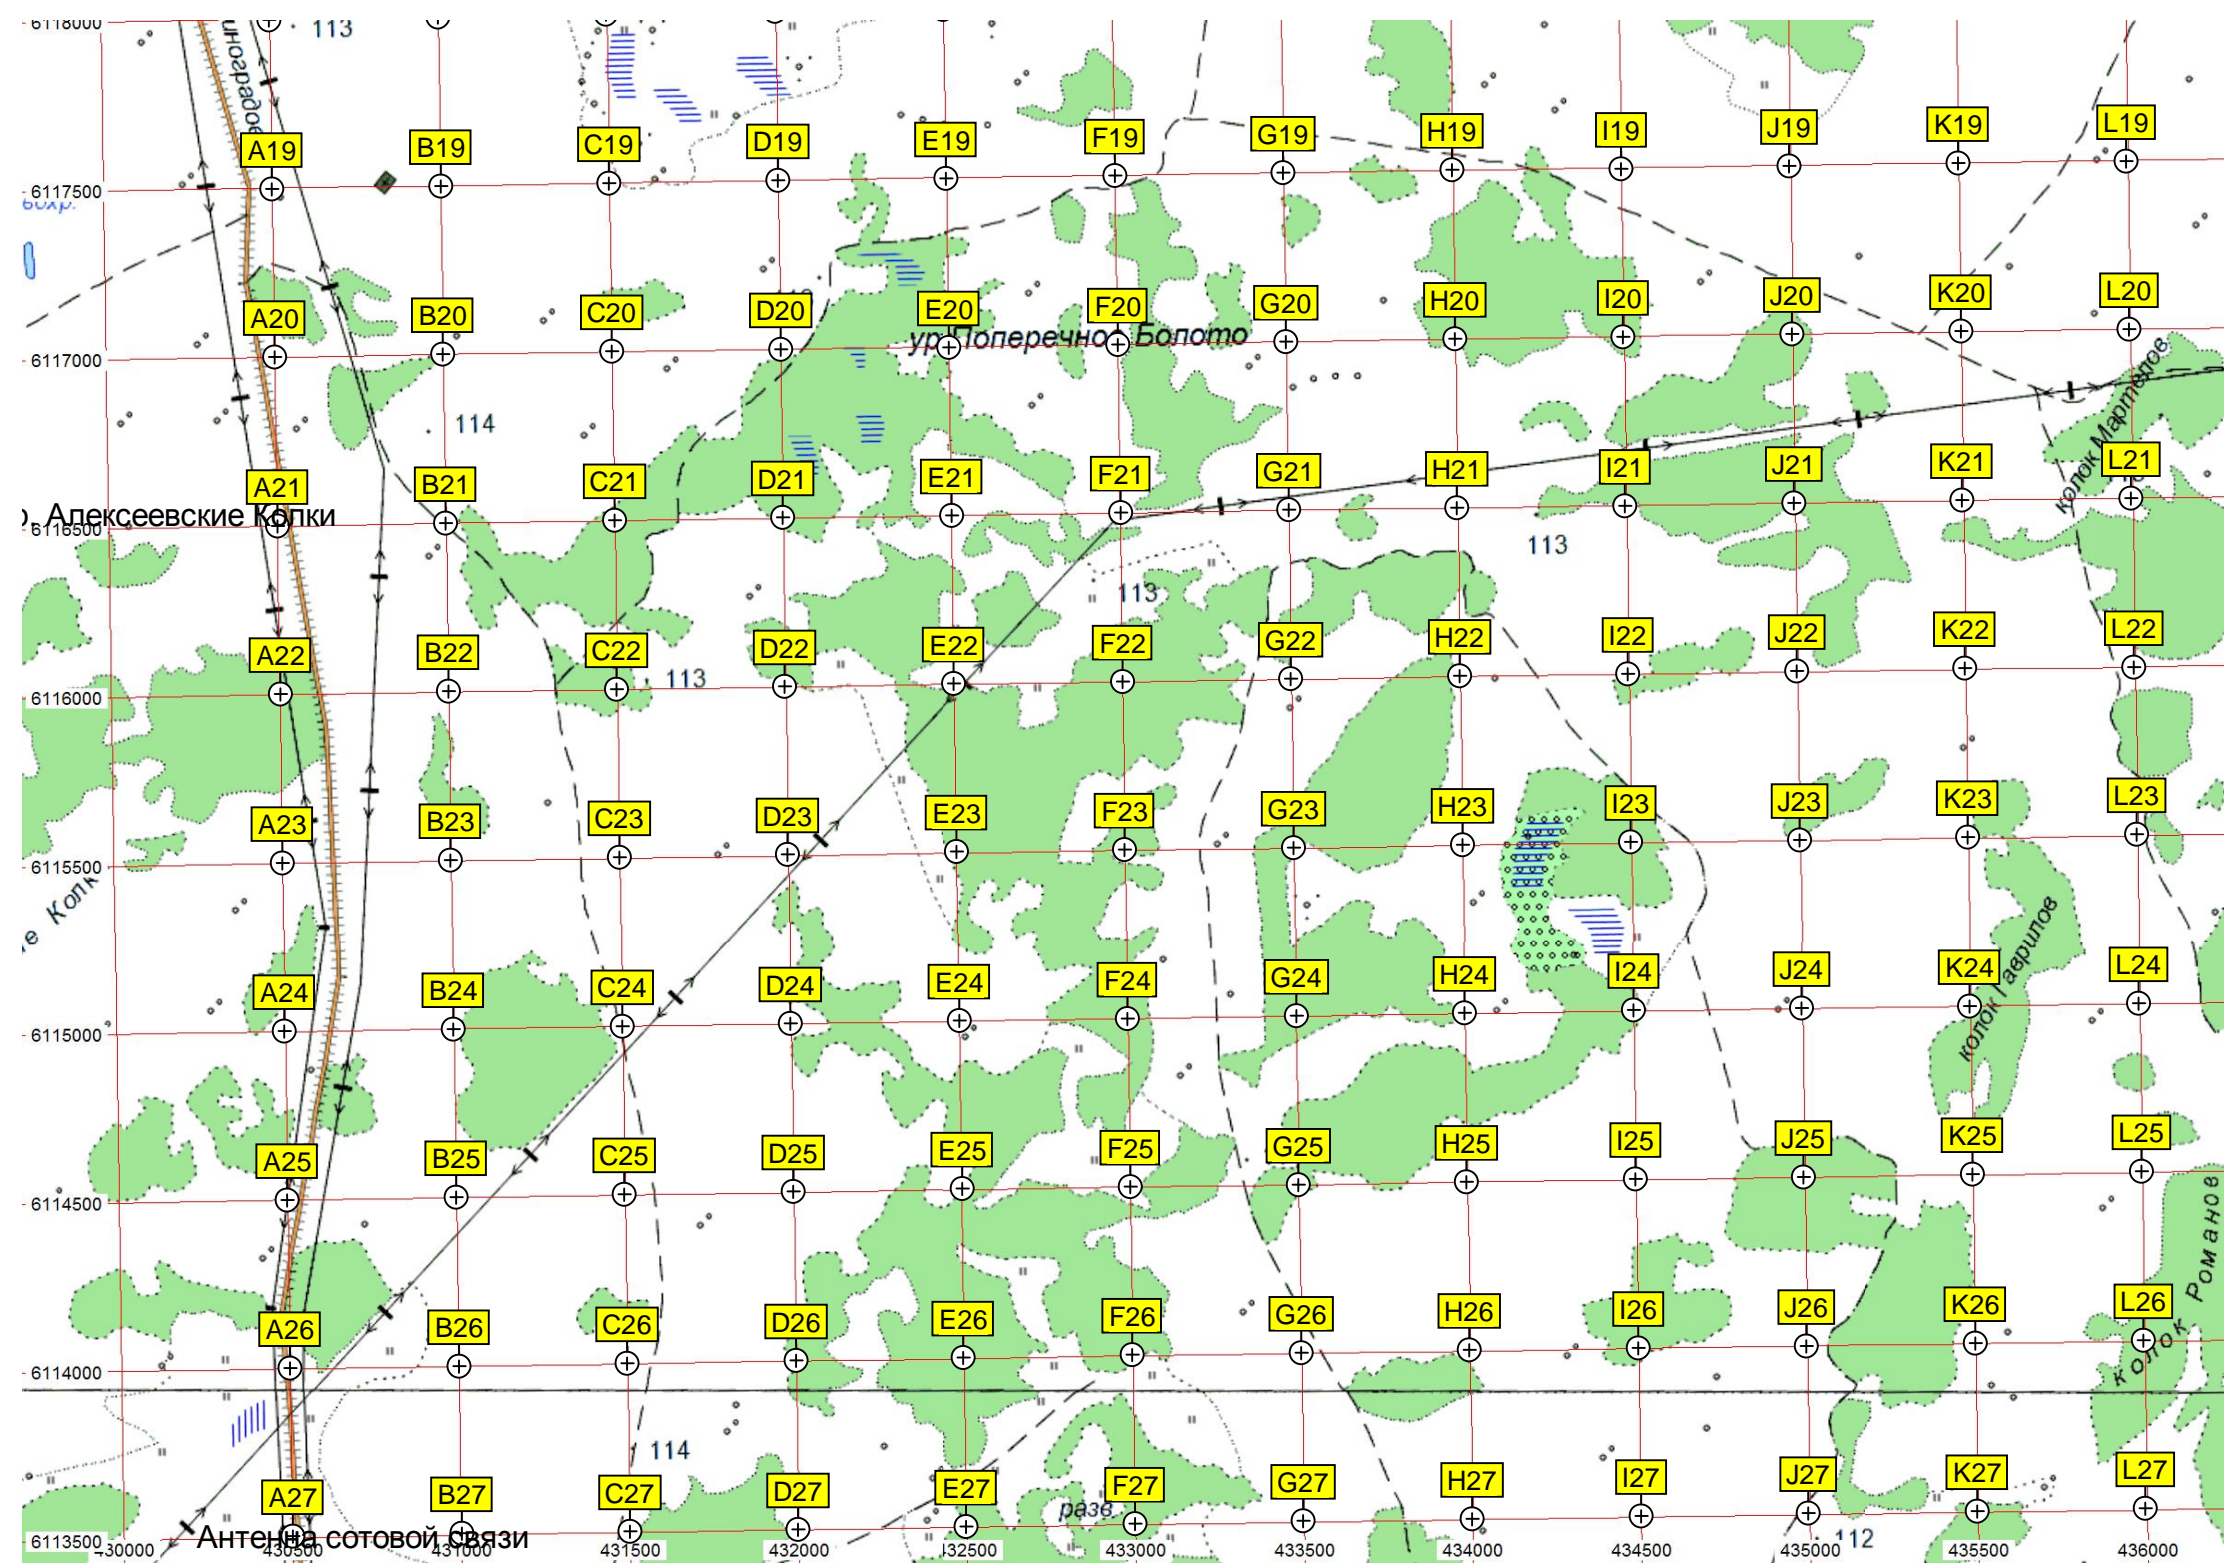 6118000
113
A19 B19 C19 D19 E19 F19 G19 H19 I19 J19 K19 L19
6117500
A20 B20 C20 D20 E20 F20 G20 H20 I20 J20 K20 L20
ур Поперечное Болото
6117000
114
колок Мартелов
A21 B21 C21 D21 E21 F21 G21 H21 I21 J21 K21 L21
Алексеевские Колки
6116500
113
113
A22 B22 C22 D22 E22 F22 G22 H22 I22 J22 K22 L22
113
6116000
A23 B23 C23 D23 E23 F23 G23 H23 I23 J23 K23 L23
6115500
колок Гаврилов
A24 B24 C24 D24 E24 F24 G24 H24 I24 J24 K24 L24
6115000
A25 B25 C25 D25 E25 F25 G25 H25 I25 J25 K25 L25
6114500
колок Романов
A26 B26 C26 D26 E26 F26 G26 H26 I26 J26 K26 L26
6114000
114
A27 B27 C27 D27 E27 F27 G27 H27 I27 J27 K27 L27
разв.
Антенна сотовой связи
112
6113500
430000 430500 431000 431500 432000 432500 433000 433500 434000 434500 435000 435500 436000